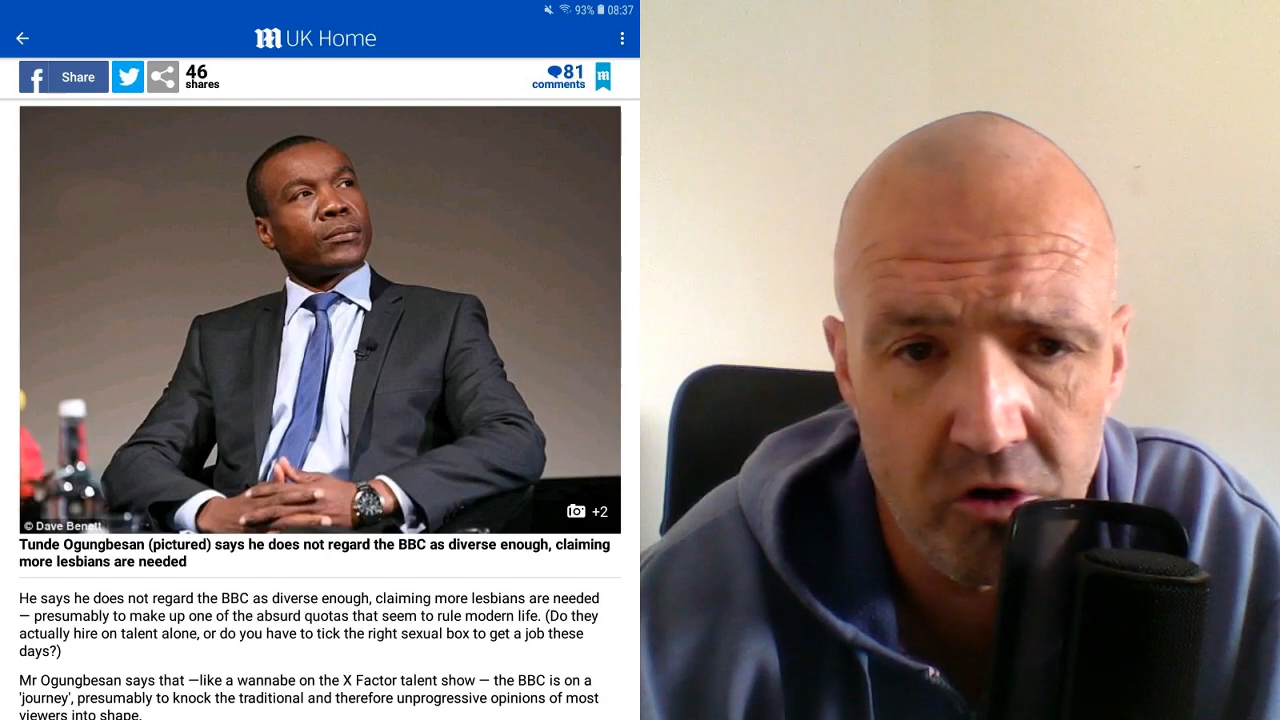 93% 08:37
m UK Home
f Share
46
shares
81
comments
m
+2
© Dave Benett
Tunde Ogungbesan (pictured) says he does not regard the BBC as diverse enough, claiming
more lesbians are needed
He says he does not regard the BBC as diverse enough, claiming more lesbians are needed
— presumably to make up one of the absurd quotas that seem to rule modern life. (Do they
actually hire on talent alone, or do you have to tick the right sexual box to get a job these
days?)
Mr Ogungbesan says that —like a wannabe on the X Factor talent show — the BBC is on a
'journey', presumably to knock the traditional and therefore unprogressive opinions of most
viewers into shape.